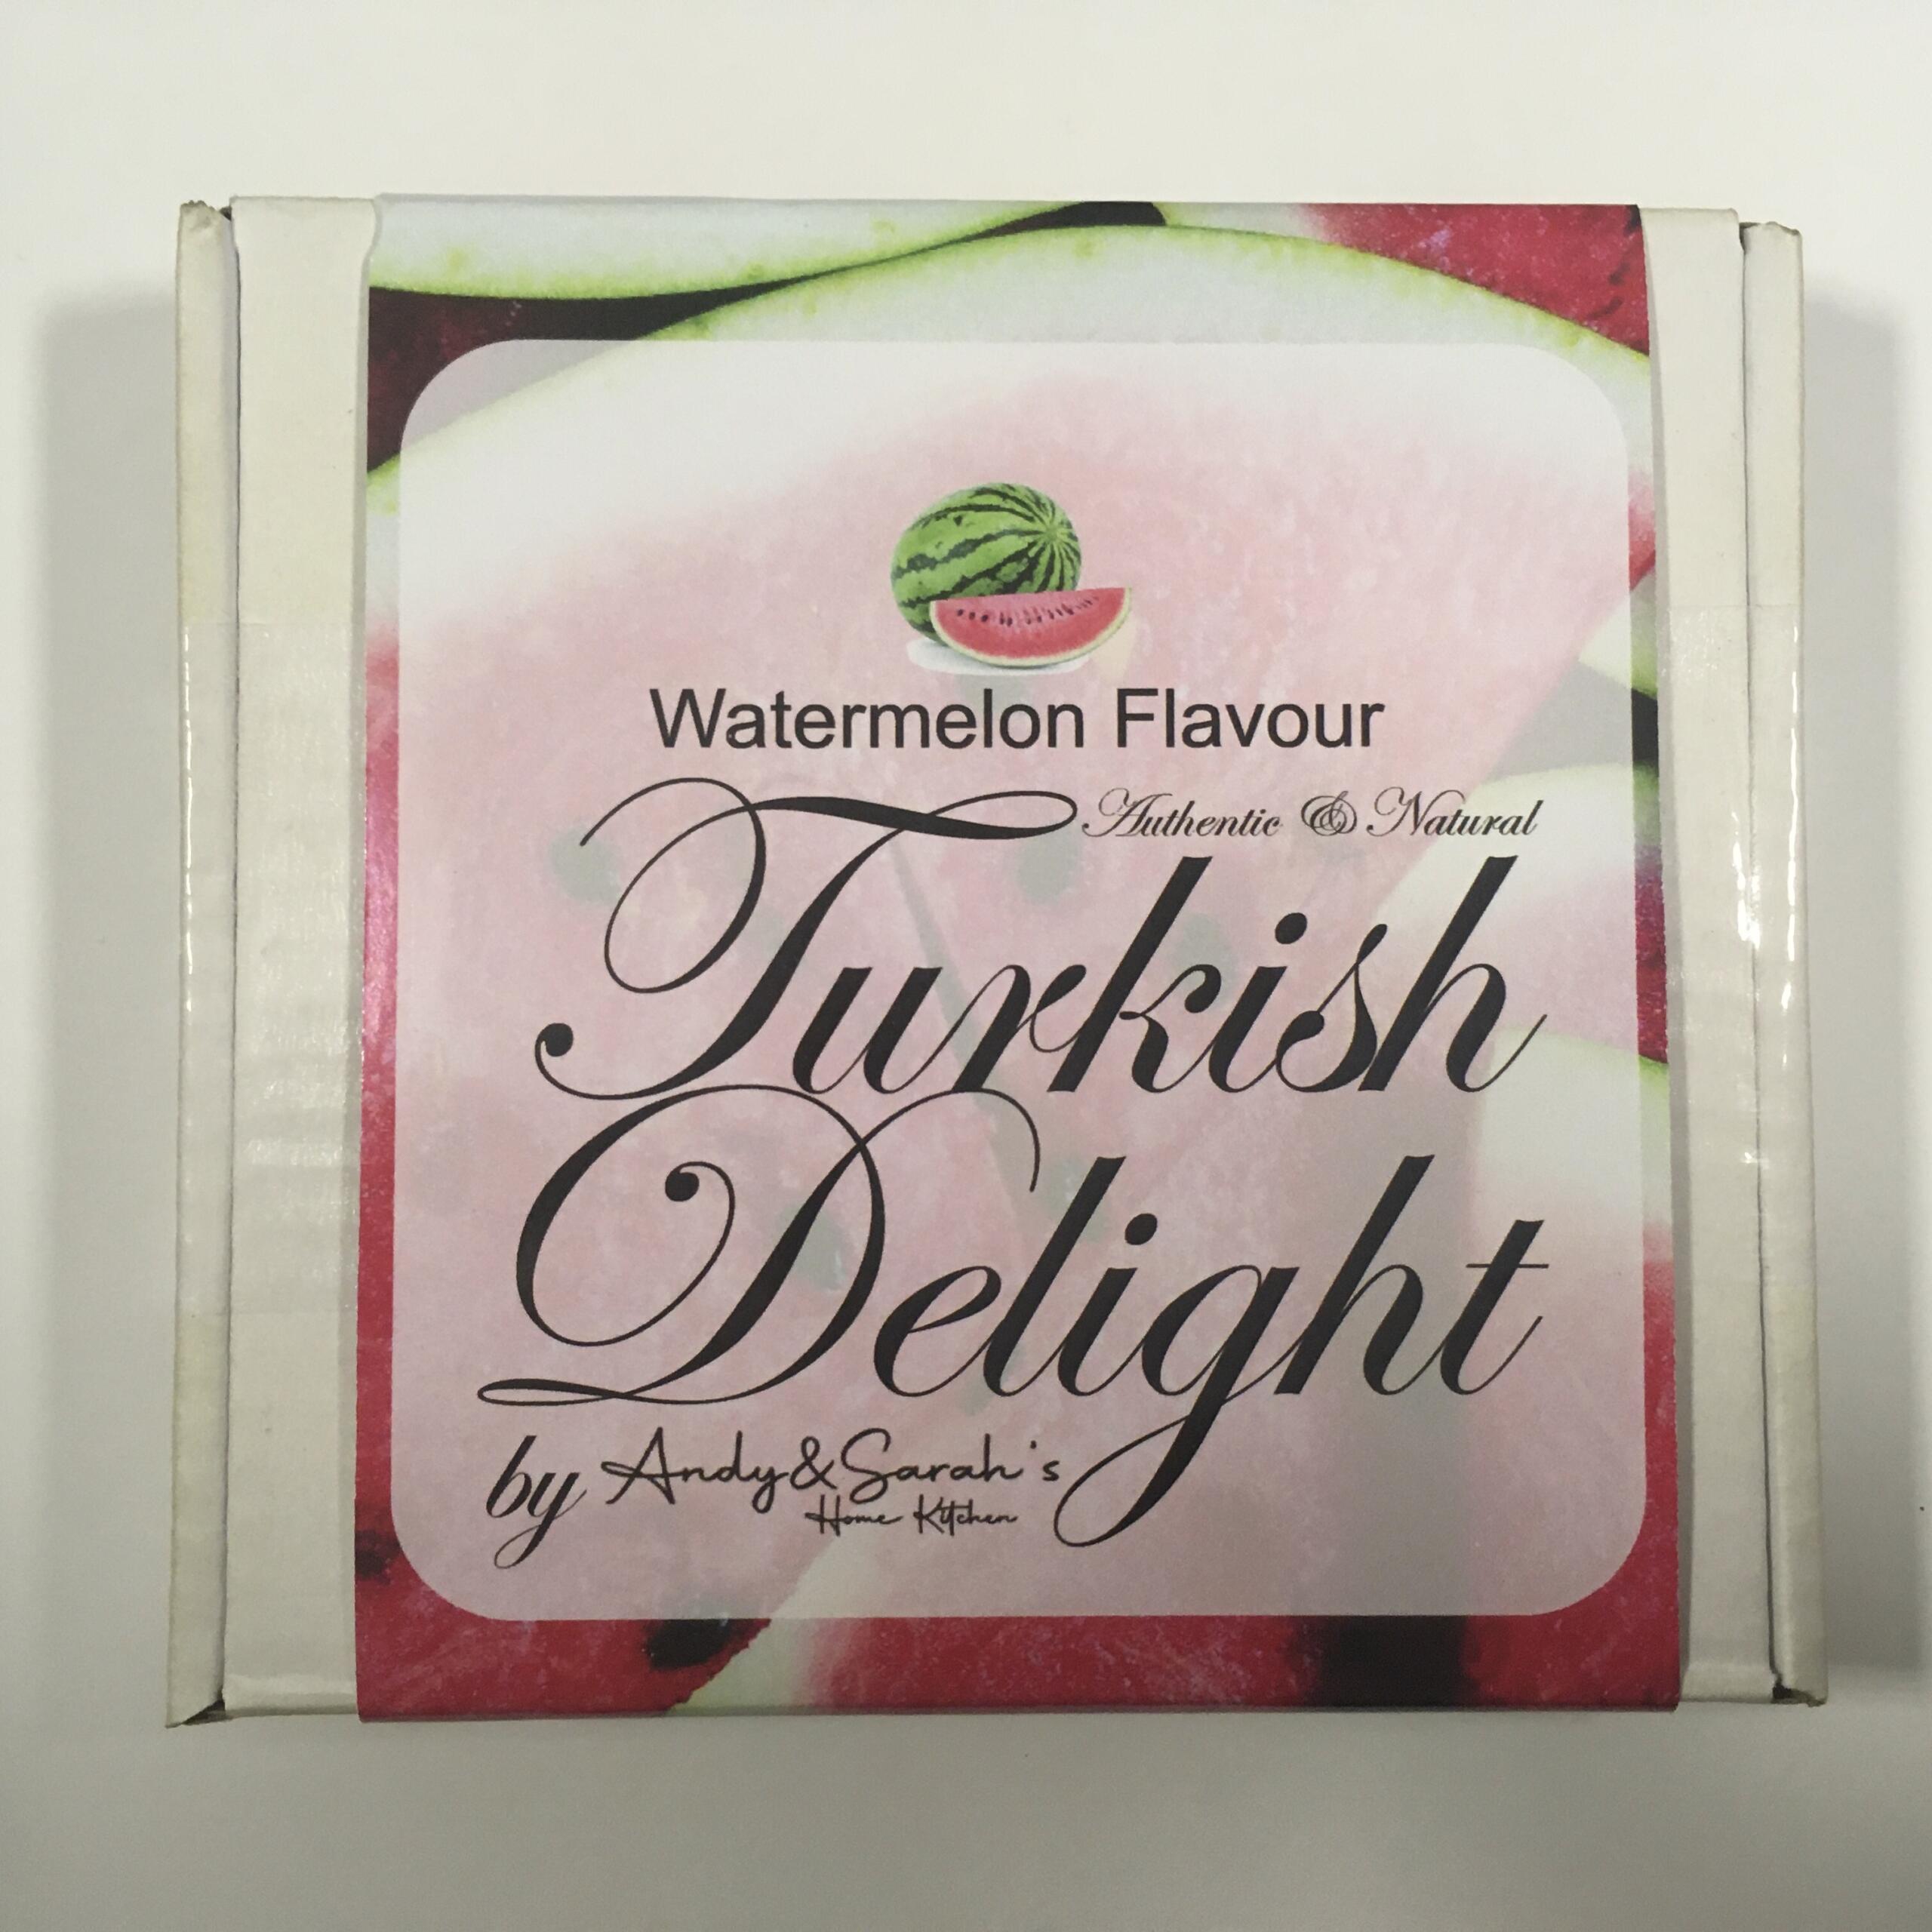 Watermelon Flavour
Authentic & Natural
Turkish
Delight
by Andy & Sarah's
Home Kitchen